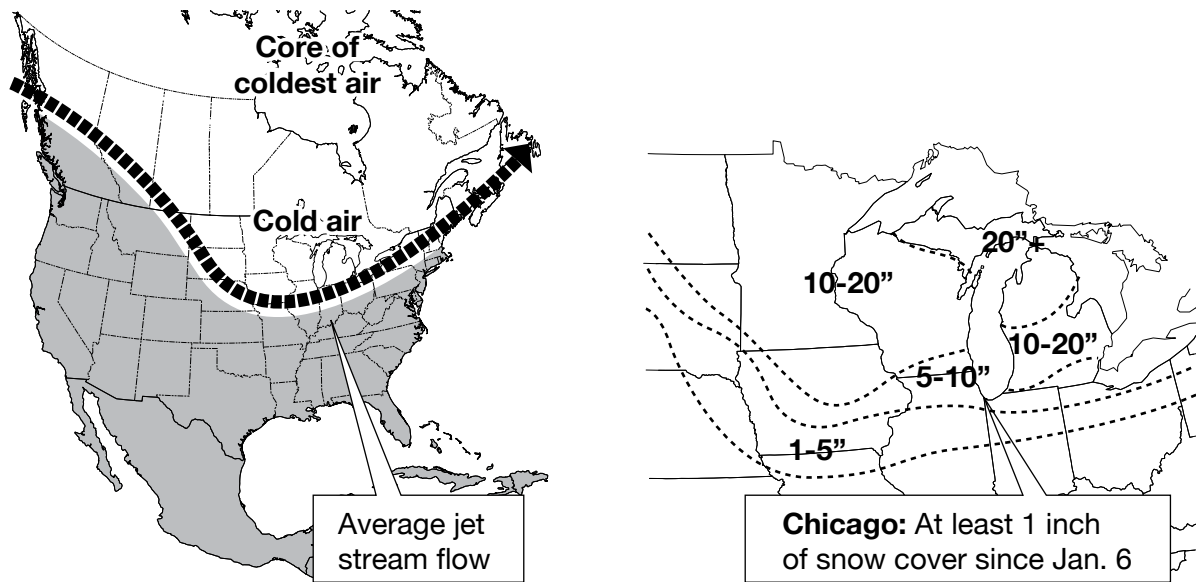 Core of
coldest air
Cold air
Average jet
stream flow
20”+
10-20”
10-20”
5-10”
1-5”
Chicago: At least 1 inch
of snow cover since Jan. 6